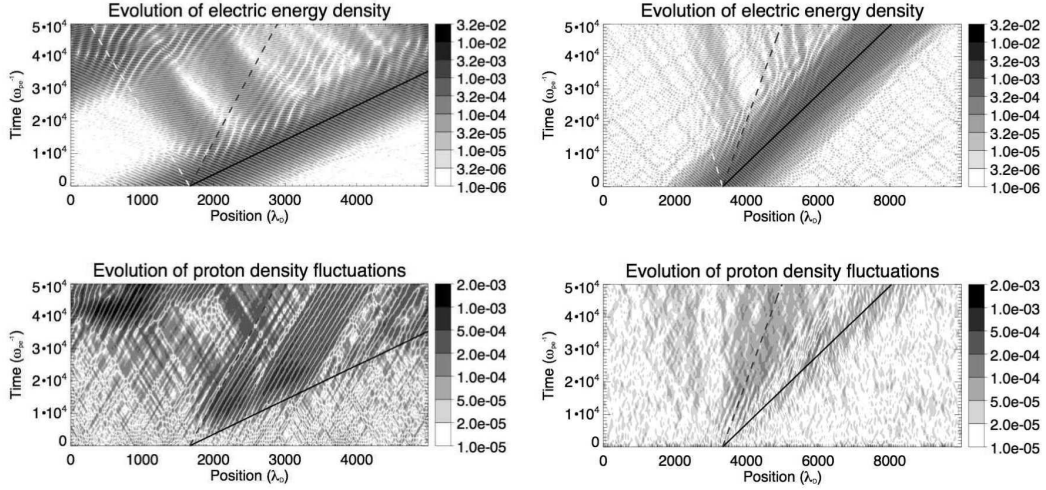 Evolution of electric energy density
Time (ω_pe⁻¹)
5•10⁴
4•10⁴
3•10⁴
2•10⁴
1•10⁴
0
0 1000 2000 3000 4000
Position (λ_D)
3.2e-02
1.0e-02
3.2e-03
1.0e-03
3.2e-04
1.0e-04
3.2e-05
1.0e-05
3.2e-06
1.0e-06
Evolution of electric energy density
Time (ω_pe⁻¹)
5•10⁴
4•10⁴
3•10⁴
2•10⁴
1•10⁴
0
0 2000 4000 6000 8000
Position (λ_D)
3.2e-02
1.0e-02
3.2e-03
1.0e-03
3.2e-04
1.0e-04
3.2e-05
1.0e-05
3.2e-06
1.0e-06
Evolution of proton density fluctuations
Time (ω_pe⁻¹)
5•10⁴
4•10⁴
3•10⁴
2•10⁴
1•10⁴
0
0 1000 2000 3000 4000
Position (λ_D)
2.0e-03
1.0e-03
5.0e-04
2.0e-04
1.0e-04
5.0e-05
2.0e-05
1.0e-05
Evolution of proton density fluctuations
Time (ω_pe⁻¹)
5•10⁴
4•10⁴
3•10⁴
2•10⁴
1•10⁴
0
0 2000 4000 6000 8000
Position (λ_D)
2.0e-03
1.0e-03
5.0e-04
2.0e-04
1.0e-04
5.0e-05
2.0e-05
1.0e-05